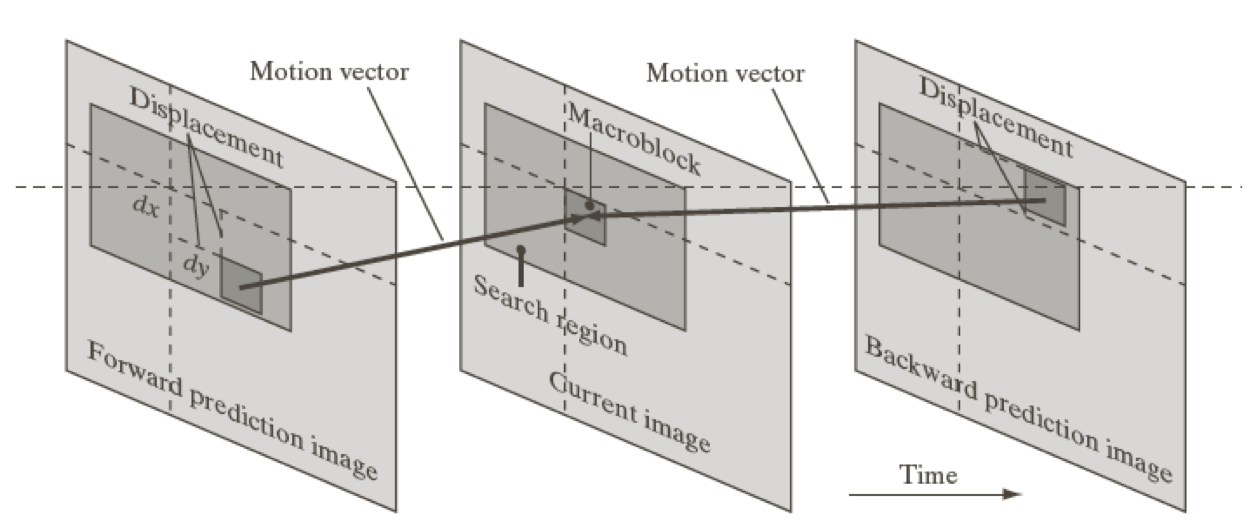 Motion vector
Motion vector
Displacement
Displacement
Macroblock
dx
dy
Search region
Forward prediction image
Current image
Backward prediction image
Time